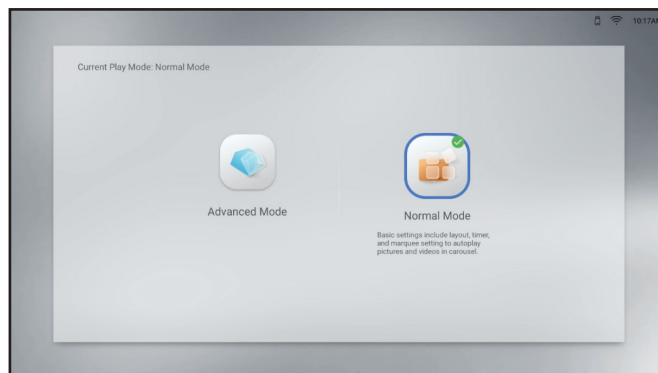 10:17AM
Current Play Mode: Normal Mode
Advanced Mode
Normal Mode
Basic settings include layout, timer,
and marquee setting to autoplay
pictures and videos in carousel.